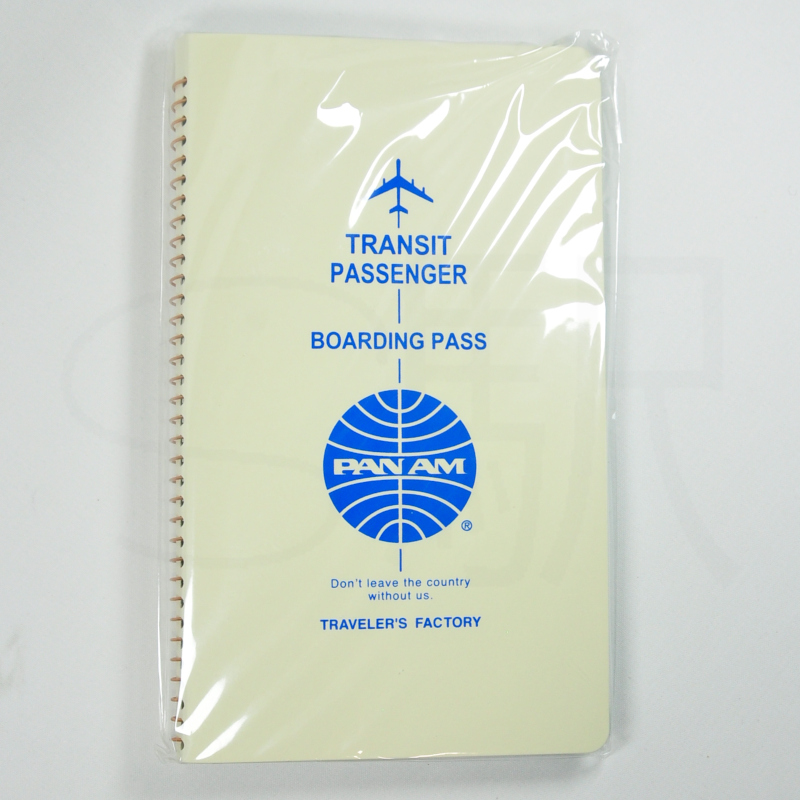 TRANSIT
PASSENGER
BOARDING PASS
PAN AM
®
Don't leave the country
without us.
TRAVELER'S FACTORY